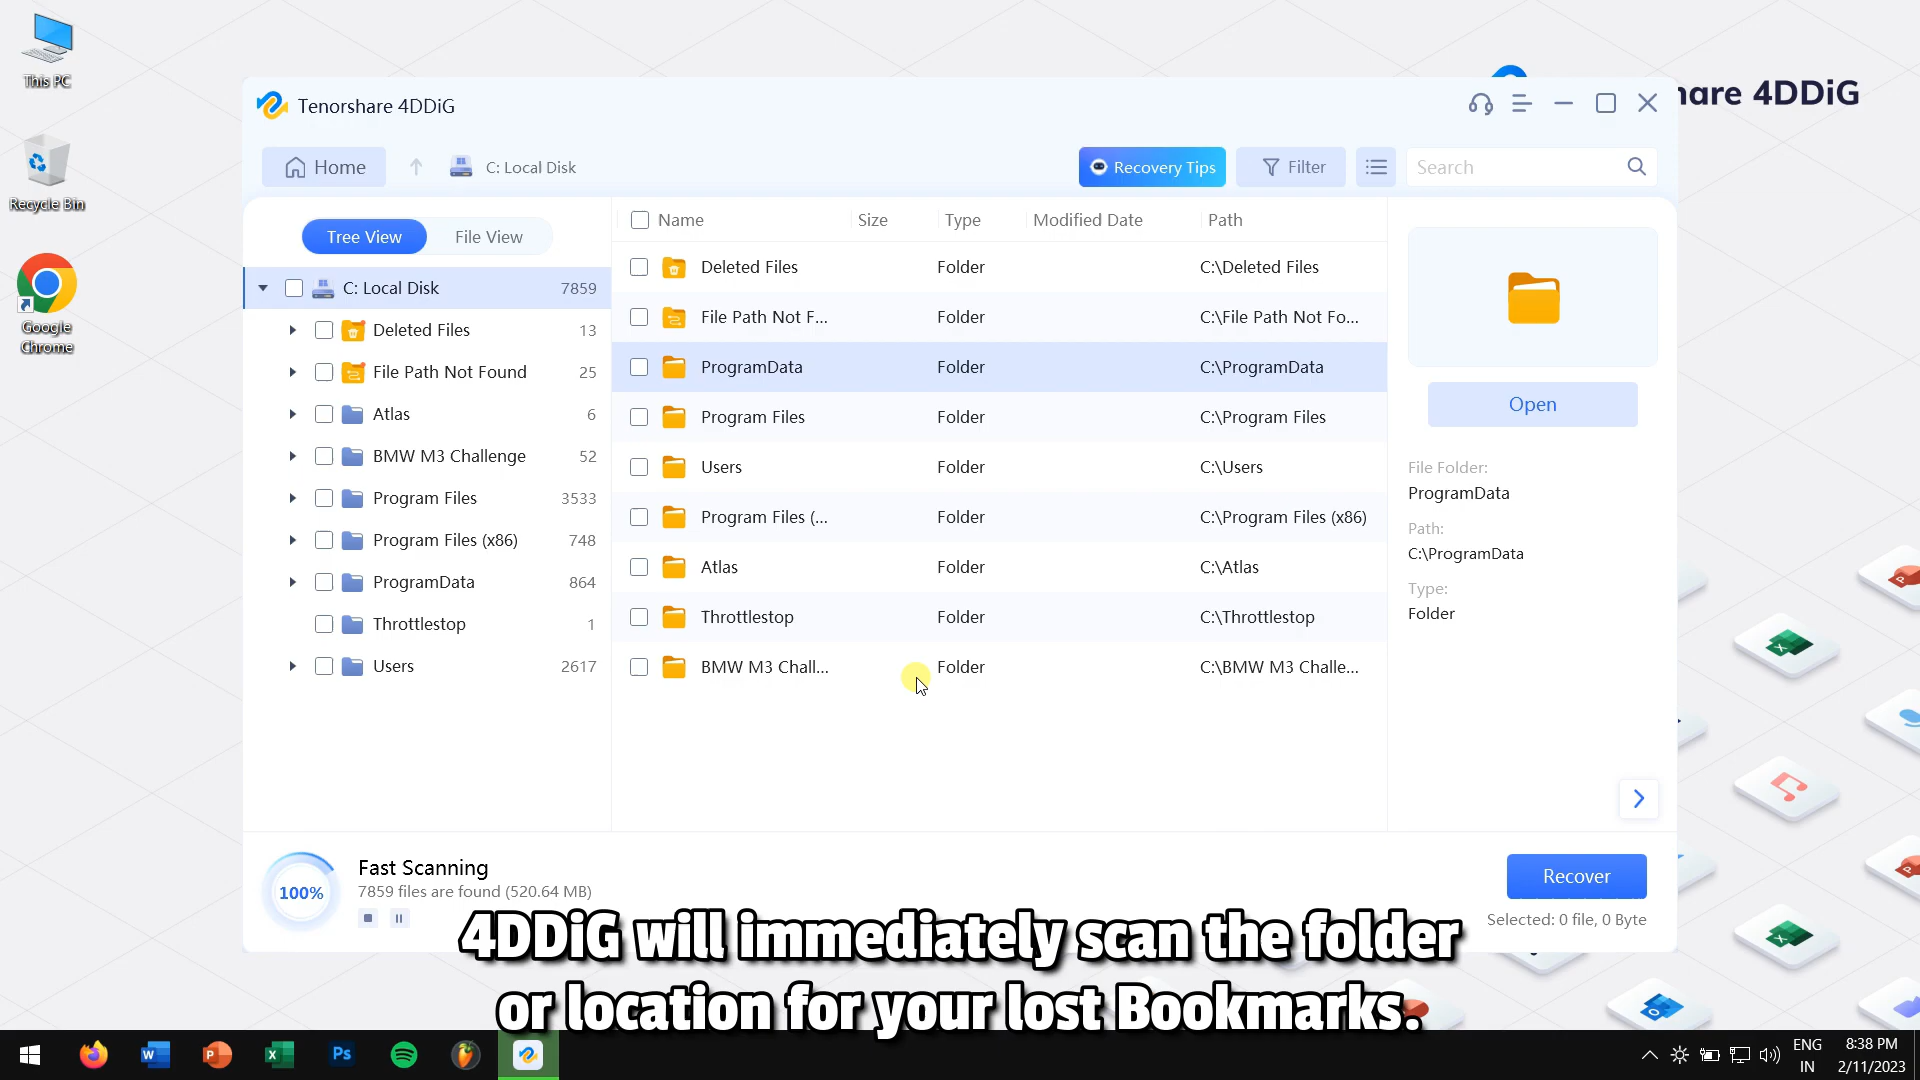 This PC
Recycle Bin
Google
Chrome
hare 4DDiG
Tenorshare 4DDiG
Home
C: Local Disk
Recovery Tips
Filter
Search
Tree View
File View
Name
Size
Type
Modified Date
Path
C: Local Disk 7859
Deleted Files 13
File Path Not Found 25
Atlas 6
BMW M3 Challenge 52
Program Files 3533
Program Files (x86) 748
ProgramData 864
Throttlestop 1
Users 2617
Deleted Files Folder C:\Deleted Files
File Path Not F... Folder C:\File Path Not Fo...
ProgramData Folder C:\ProgramData
Program Files Folder C:\Program Files
Users Folder C:\Users
Program Files (... Folder C:\Program Files (x86)
Atlas Folder C:\Atlas
Throttlestop Folder C:\Throttlestop
BMW M3 Chall... Folder C:\BMW M3 Challe...
Open
File Folder:
ProgramData
Path:
C:\ProgramData
Type:
Folder
100%
Fast Scanning
7859 files are found (520.64 MB)
Recover
Selected: 0 file, 0 Byte
4DDiG will immediately scan the folder
or location for your lost Bookmarks.
Ps
ENG
IN
8:38 PM
2/11/2023